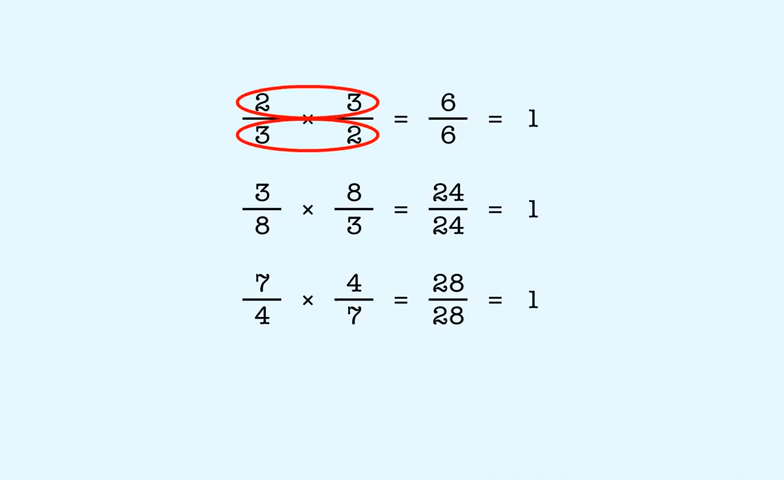 2/3 × 3/2 = 6/6 = 1
3/8 × 8/3 = 24/24 = 1
7/4 × 4/7 = 28/28 = 1